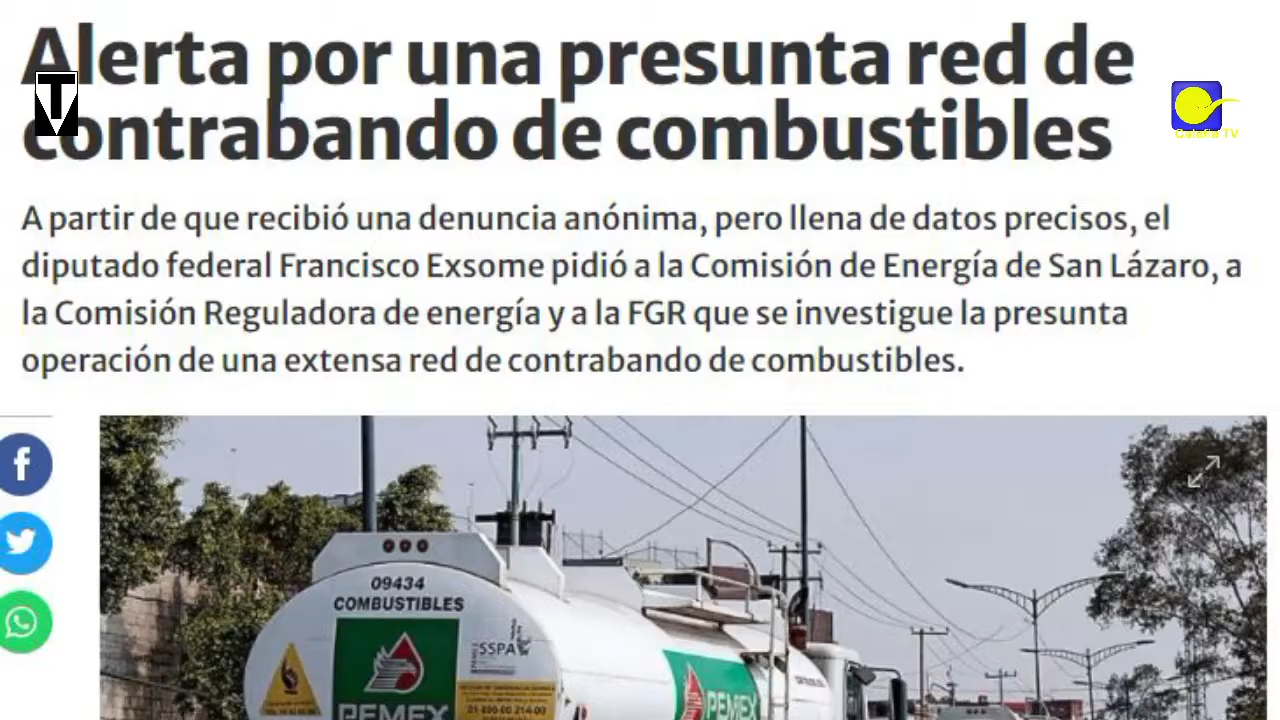 Alerta por una presunta red de
contrabando de combustibles
T
Calafia TV
A partir de que recibió una denuncia anónima, pero llena de datos precisos, el
diputado federal Francisco Exsome pidió a la Comisión de Energía de San Lázaro, a
la Comisión Reguladora de energía y a la FGR que se investigue la presunta
operación de una extensa red de contrabando de combustibles.
09434
COMBUSTIBLES
SSPA
PEMEX
PEMEX